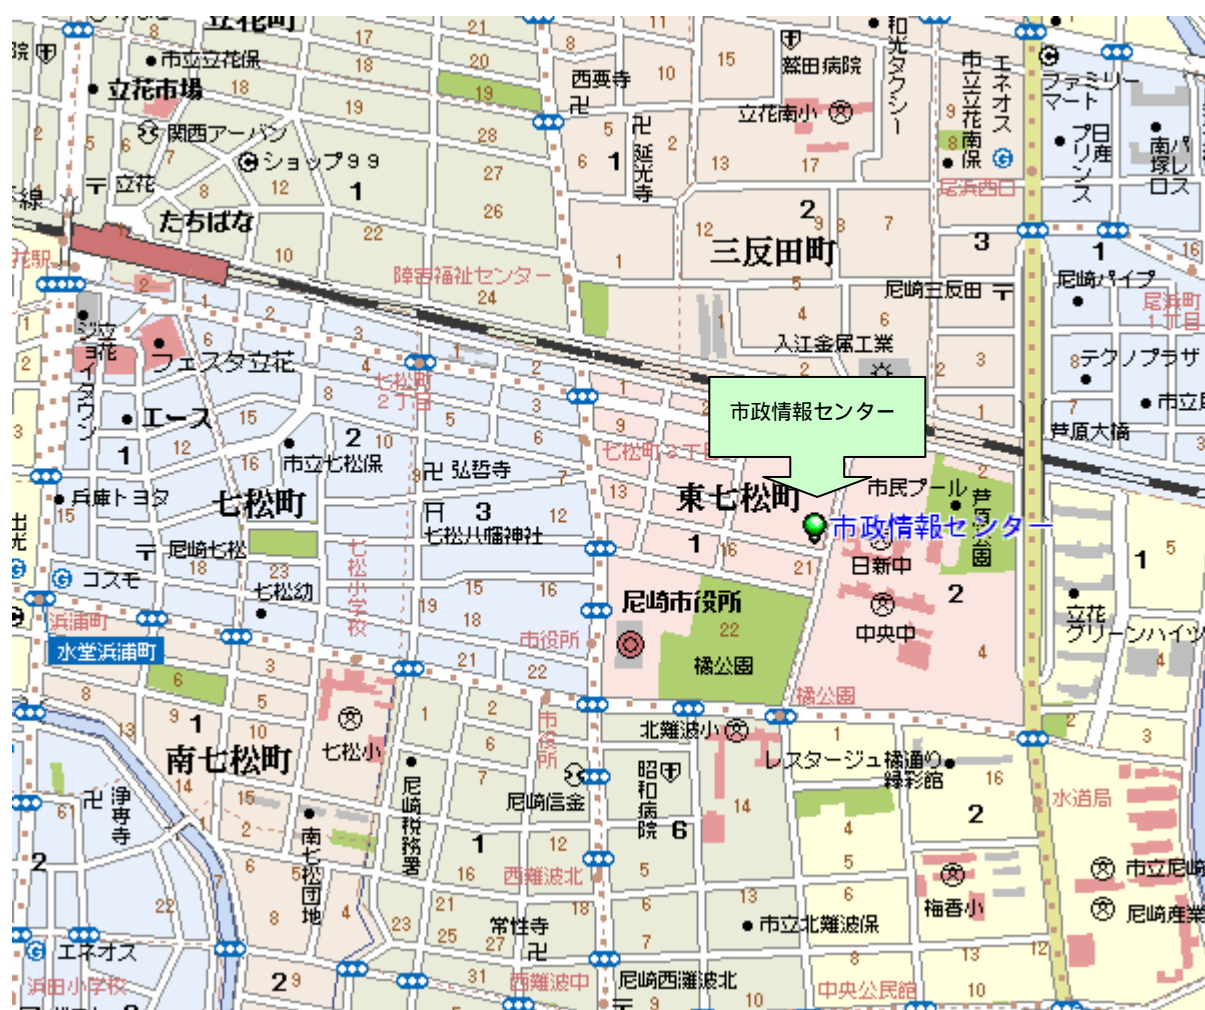 立花町
市立立花保
立花市場
関西アーバン
ショップ９９
立花
たちばな
障害福祉センター
西要寺
延光寺
鷲田病院
立花南小
和光タクシー
市立立花南保
エネオス
ファミリーマート
日産プリンス
南塚パレロス
尾浜西口
三反田町
尼崎三反田
入江金属工業
尼崎パイプ
尾浜町1丁目
テクノプラザ
芦原大橋
花駅
立花ジョイタウン
フェスタ立花
エース
七松町2丁目
市立七松保
弘哲寺
兵庫トヨタ
七松町
七松八幡神社
尼崎七松
コスモ
七松幼
七松小学校
浜浦町
水堂浜浦町
市政情報センター
市政情報センター
七松町3丁目
東七松町
市民プール
芦原公園
日新中
中央中
尼崎市役所
市役所
橘公園
橘公園
立花グリーンハイツ
南七松町
七松小
浄専寺
南七松団地
尼崎税務署
市役所
尼崎信金
北難波小
昭和病院
レスタージュ橘通り緑彩館
水道局
市立尼崎
尼崎産業
梅香小
西難波北
常性寺
市立北難波保
エネオス
浜田小学校
西難波中
尼崎西灘波北
中央公民館